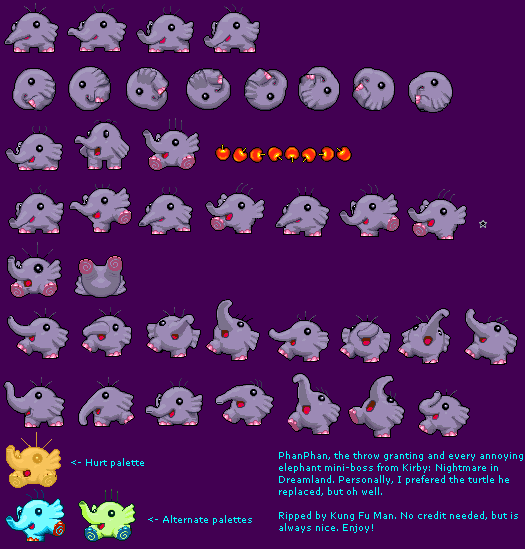 <- Hurt palette
PhanPhan, the throw granting and every annoying
elephant mini-boss from Kirby: Nightmare in
Dreamland. Personally, I prefered the turtle he
replaced, but oh well.
<- Alternate palettes
Ripped by Kung Fu Man. No credit needed, but is
always nice. Enjoy!